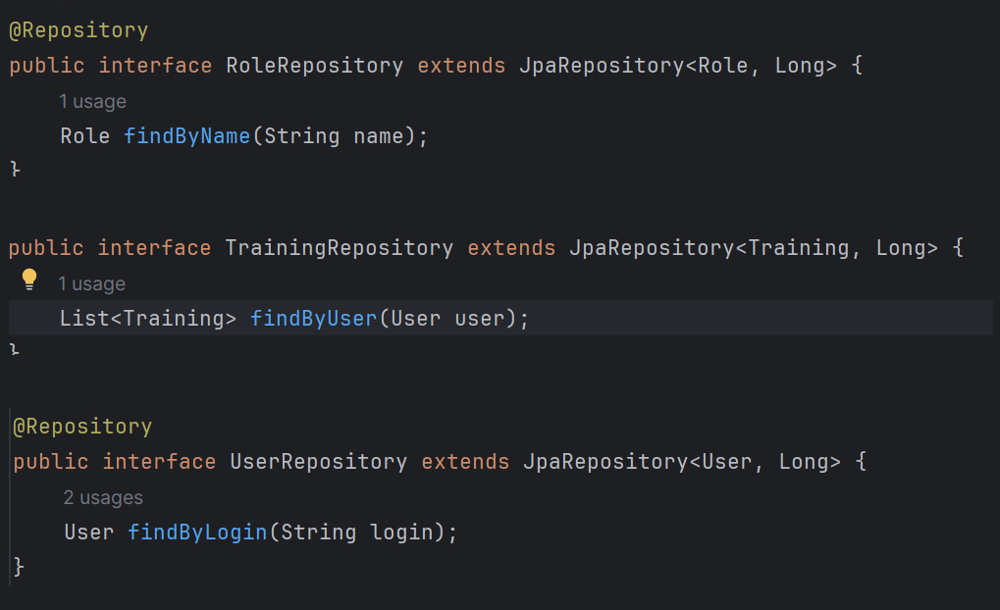 @Repository
public interface RoleRepository extends JpaRepository<Role, Long> {
1 usage
Role findByName(String name);
}
public interface TrainingRepository extends JpaRepository<Training, Long> {
1 usage
List<Training> findByUser(User user);
}
@Repository
public interface UserRepository extends JpaRepository<User, Long> {
2 usages
User findByLogin(String login);
}